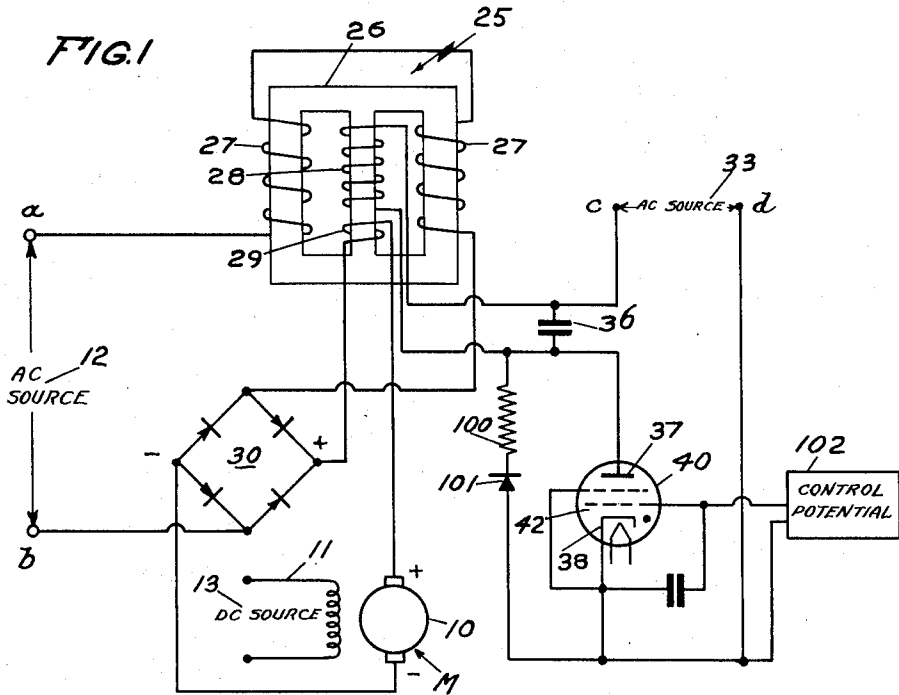 FIG.1
25
26
27
27
28
29
33
a
c
AC SOURCE
d
36
12
AC
SOURCE
100
37
40
102
30
-
+
101
CONTROL
POTENTIAL
42
38
b
11
13
DC SOURCE
+
10
-
M